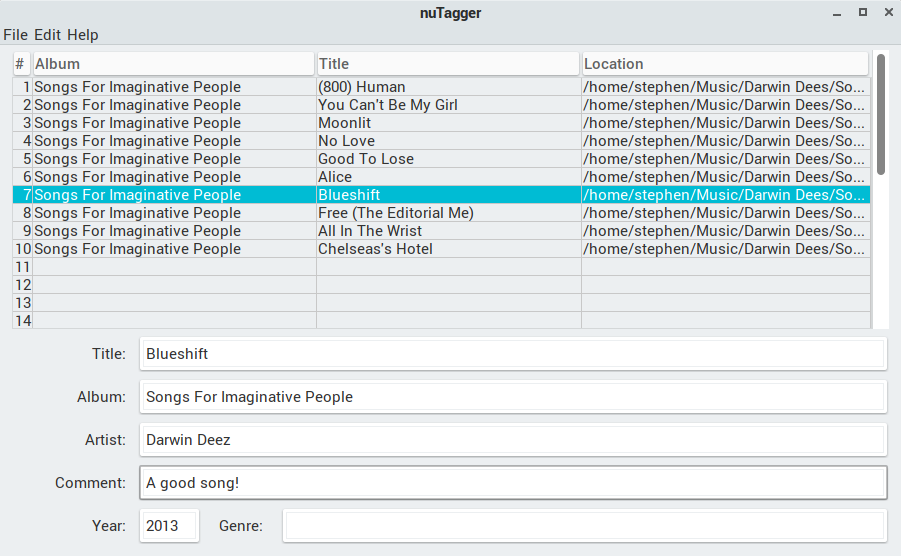 nuTagger
File Edit Help
# Album Title Location
1 Songs For Imaginative People (800) Human /home/stephen/Music/Darwin Dees/So...
2 Songs For Imaginative People You Can't Be My Girl /home/stephen/Music/Darwin Dees/So...
3 Songs For Imaginative People Moonlit /home/stephen/Music/Darwin Dees/So...
4 Songs For Imaginative People No Love /home/stephen/Music/Darwin Dees/So...
5 Songs For Imaginative People Good To Lose /home/stephen/Music/Darwin Dees/So...
6 Songs For Imaginative People Alice /home/stephen/Music/Darwin Dees/So...
7 Songs For Imaginative People Blueshift /home/stephen/Music/Darwin Dees/So...
8 Songs For Imaginative People Free (The Editorial Me) /home/stephen/Music/Darwin Dees/So...
9 Songs For Imaginative People All In The Wrist /home/stephen/Music/Darwin Dees/So...
10 Songs For Imaginative People Chelseas's Hotel /home/stephen/Music/Darwin Dees/So...
11
12
13
14
Title: Blueshift
Album: Songs For Imaginative People
Artist: Darwin Deez
Comment: A good song!
Year: 2013 Genre: